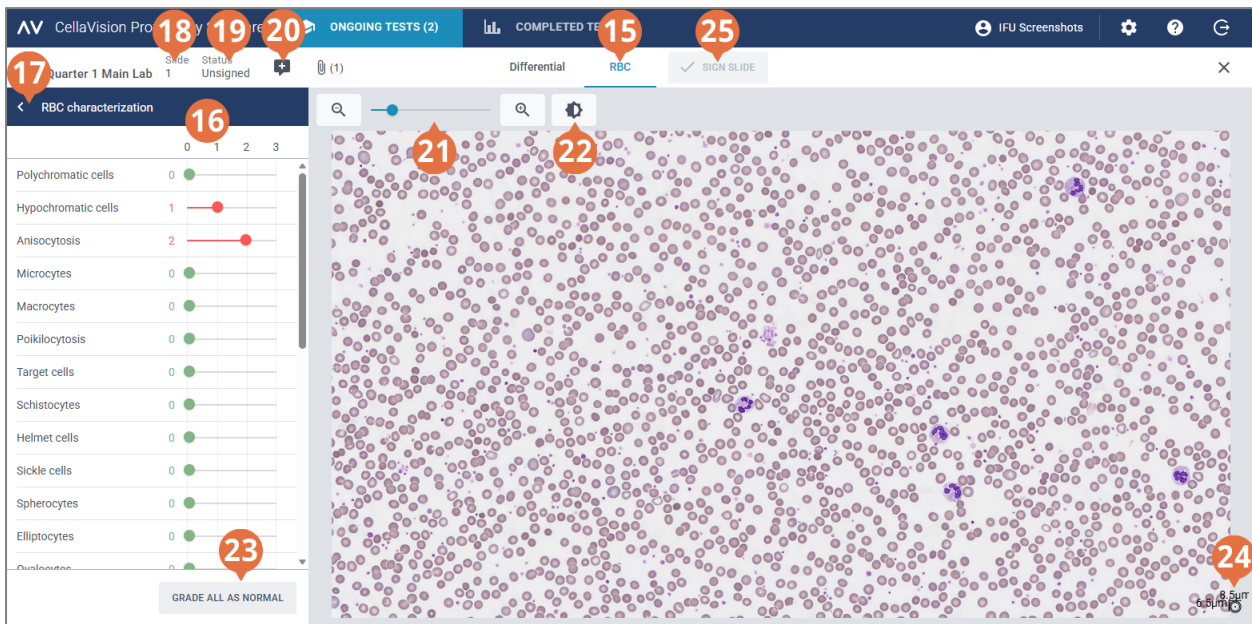 CellaVision Pro
ONGOING TESTS (2)
COMPLETED TE
IFU Screenshots
18
19
20
15
25
17
Quarter 1 Main Lab
Slide
1
Status
Unsigned
(1)
Differential
RBC
SIGN SLIDE
RBC characterization
16
0 1 2 3
21
22
Polychromatic cells 0
Hypochromatic cells 1
Anisocytosis 2
Microcytes 0
Macrocytes 0
Poikilocytosis 0
Target cells 0
Schistocytes 0
Helmet cells 0
Sickle cells 0
Spherocytes 0
Elliptocytes 0
Ovalocytes 0
23
GRADE ALL AS NORMAL
24
8.5µm
6.5µm